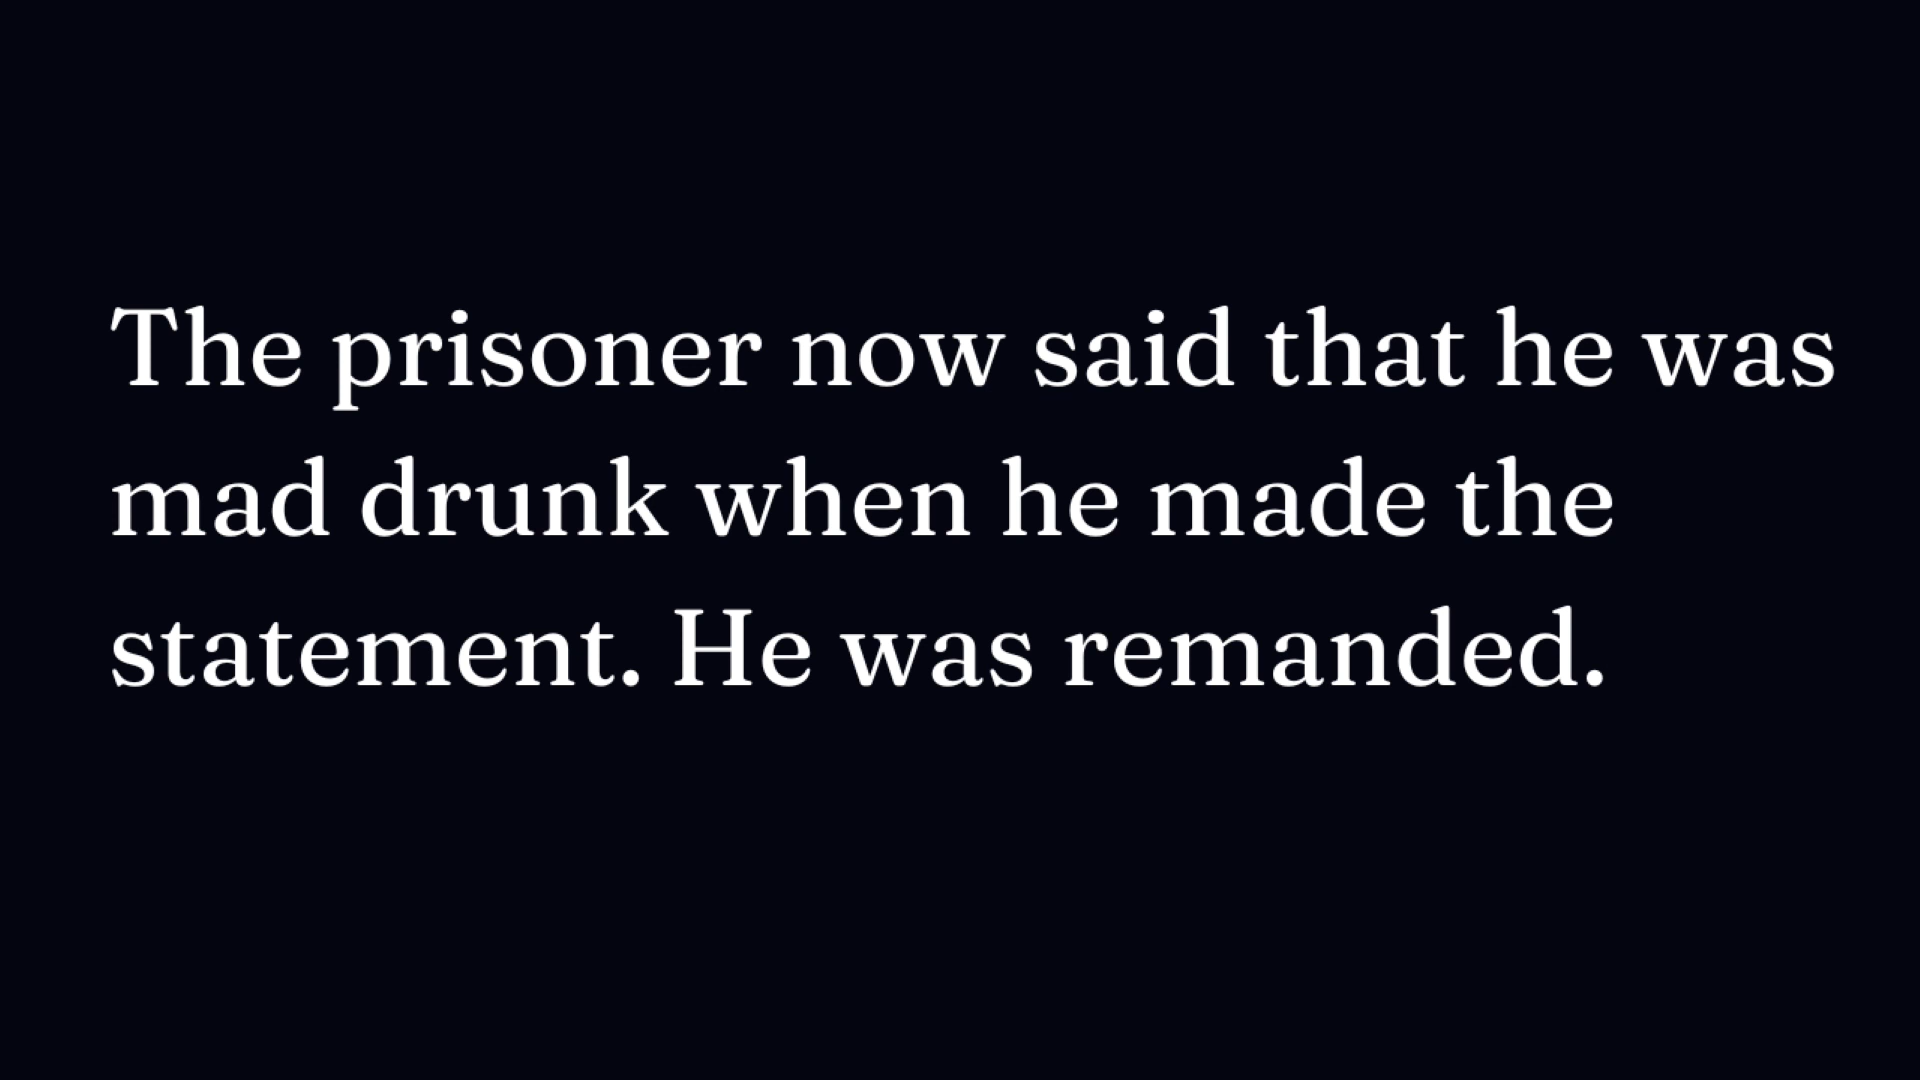 The prisoner now said that he was
mad drunk when he made the
statement. He was remanded.